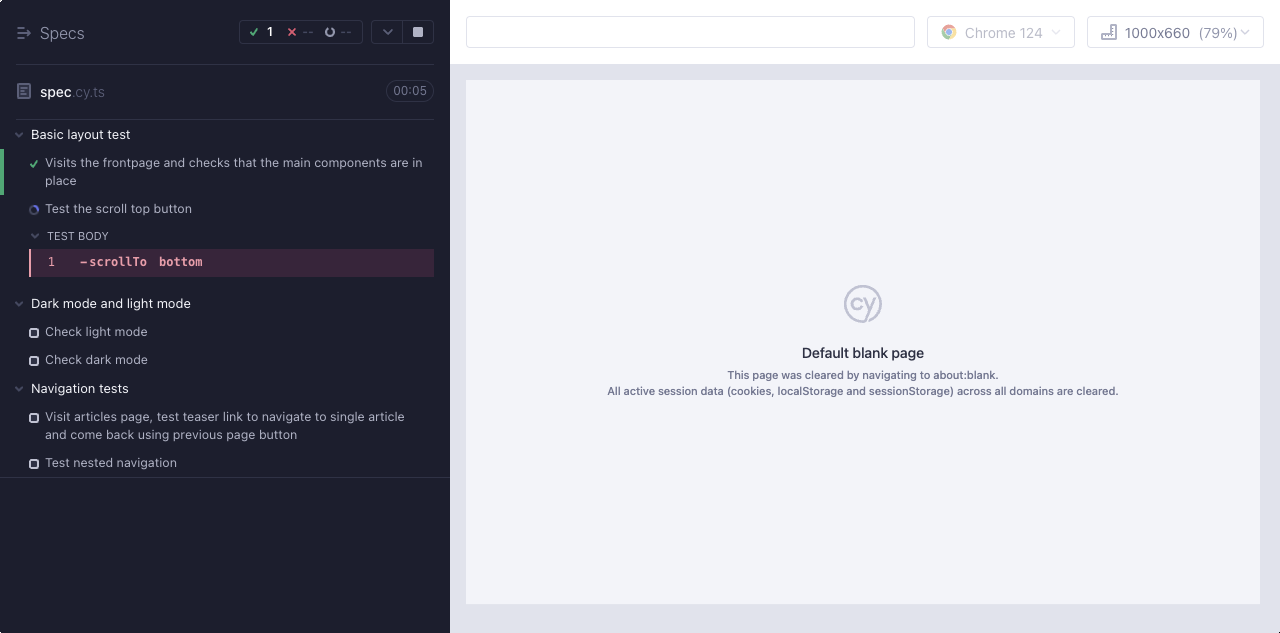 Specs
1 -- --
spec.cy.ts
00:05
Basic layout test
Visits the frontpage and checks that the main components are in
place
Test the scroll top button
TEST BODY
1 -scrollTo bottom
Dark mode and light mode
Check light mode
Check dark mode
Navigation tests
Visit articles page, test teaser link to navigate to single article
and come back using previous page button
Test nested navigation
Chrome 124
1000x660 (79%)
cy
Default blank page
This page was cleared by navigating to about:blank.
All active session data (cookies, localStorage and sessionStorage) across all domains are cleared.